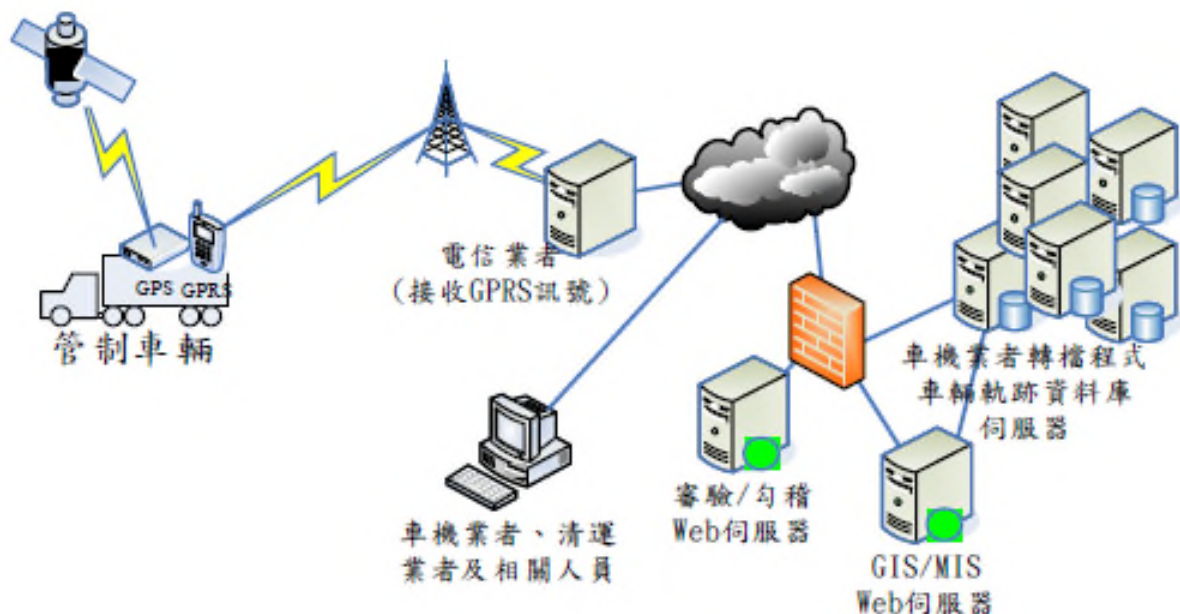 GPS GPRS
管制車輛
電信業者
(接收GPRS訊號)
車機業者、清運
業者及相關人員
審驗/勾稽
Web伺服器
GIS/MIS
Web伺服器
車機業者轉檔程式
車輛軌跡資料庫
伺服器